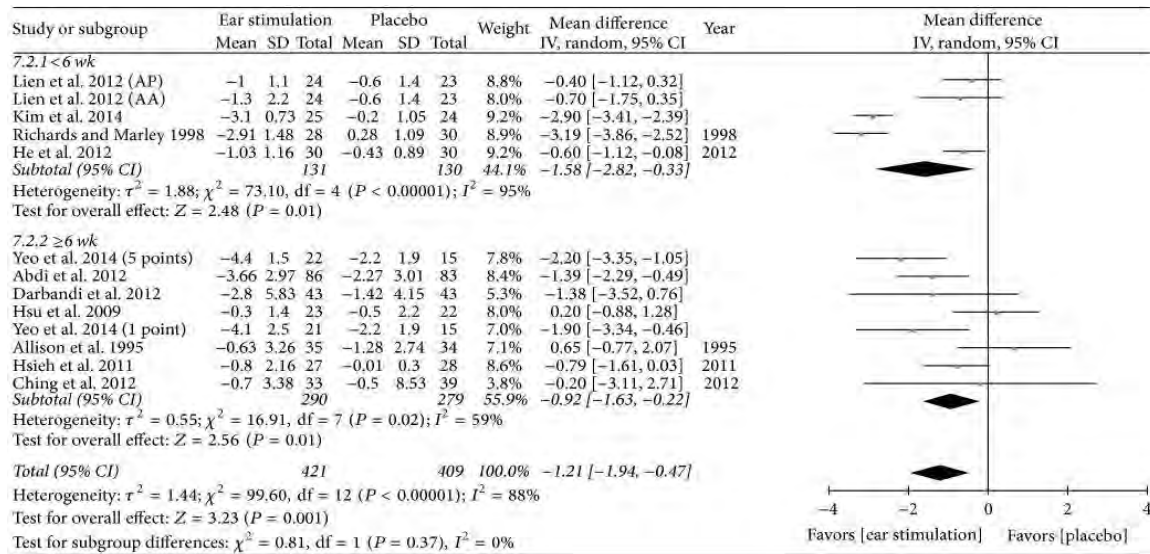 Study or subgroup Ear stimulation Placebo Weight Mean difference Year Mean difference
Mean SD Total Mean SD Total IV, random, 95% CI IV, random, 95% CI
7.2.1<6 wk
Lien et al. 2012 (AP) −1 1.1 24 −0.6 1.4 23 8.8% −0.40 [−1.12, 0.32]
Lien et al. 2012 (AA) −1.3 2.2 24 −0.6 1.4 23 8.0% −0.70 [−1.75, 0.35]
Kim et al. 2014 −3.1 0.73 25 −0.2 1.05 24 9.2% −2.90 [−3.41, −2.39]
Richards and Marley 1998 −2.91 1.48 28 0.28 1.09 30 8.9% −3.19 [−3.86, −2.52] 1998
He et al. 2012 −1.03 1.16 30 −0.43 0.89 30 9.2% −0.60 [−1.12, −0.08] 2012
Subtotal (95% CI) 131 130 44.1% −1.58 [−2.82, −0.33]
Heterogeneity: τ² = 1.88; χ² = 73.10, df = 4 (P < 0.00001); I² = 95%
Test for overall effect: Z = 2.48 (P = 0.01)
7.2.2 ≥6 wk
Yeo et al. 2014 (5 points) −4.4 1.5 22 −2.2 1.9 15 7.8% −2.20 [−3.35, −1.05]
Abdi et al. 2012 −3.66 2.97 86 −2.27 3.01 83 8.4% −1.39 [−2.29, −0.49]
Darbandi et al. 2012 −2.8 5.83 43 −1.42 4.15 43 5.3% −1.38 [−3.52, 0.76]
Hsu et al. 2009 −0.3 1.4 23 −0.5 2.2 22 8.0% 0.20 [−0.88, 1.28]
Yeo et al. 2014 (1 point) −4.1 2.5 21 −2.2 1.9 15 7.0% −1.90 [−3.34, −0.46]
Allison et al. 1995 −0.63 3.26 35 −1.28 2.74 34 7.1% 0.65 [−0.77, 2.07] 1995
Hsieh et al. 2011 −0.8 2.16 27 −0.01 0.3 28 8.6% −0.79 [−1.61, 0.03] 2011
Ching et al. 2012 −0.7 3.38 33 −0.5 8.53 39 3.8% −0.20 [−3.11, 2.71] 2012
Subtotal (95% CI) 290 279 55.9% −0.92 [−1.63, −0.22]
Heterogeneity: τ² = 0.55; χ² = 16.91, df = 7 (P = 0.02); I² = 59%
Test for overall effect: Z = 2.56 (P = 0.01)
Total (95% CI) 421 409 100.0% −1.21 [−1.94, −0.47]
Heterogeneity: τ² = 1.44; χ² = 99.60, df = 12 (P < 0.00001); I² = 88%
Test for overall effect: Z = 3.23 (P = 0.001)
Test for subgroup differences: χ² = 0.81, df = 1 (P = 0.37), I² = 0%
−4 −2 0 2 4
Favors [ear stimulation] Favors [placebo]